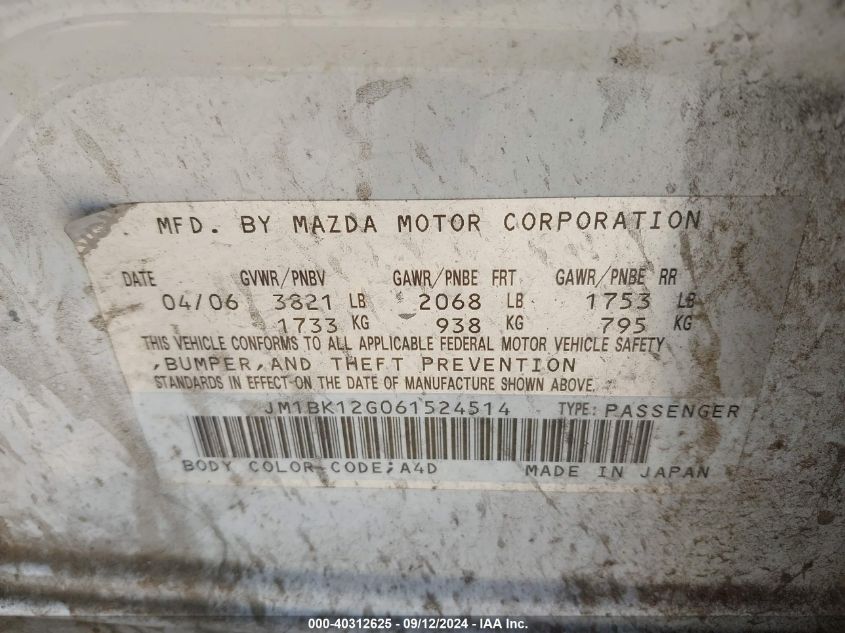 MFD. BY MAZDA MOTOR CORPORATION
DATE GVWR/PNBV GAWR/PNBE FRT GAWR/PNBE RR
04/06 3821 LB 2068 LB 1753 LB
1733 KG 938 KG 795 KG
THIS VEHICLE CONFORMS TO ALL APPLICABLE FEDERAL MOTOR VEHICLE SAFETY
,BUMPER,AND THEFT PREVENTION
STANDARDS IN EFFECT ON THE DATE OF MANUFACTURE SHOWN ABOVE.
JM1BK12G061524514 TYPE: PASSENGER
BODY COLOR CODE;A4D MADE IN JAPAN
000-40312625 - 09/12/2024 - IAA Inc.